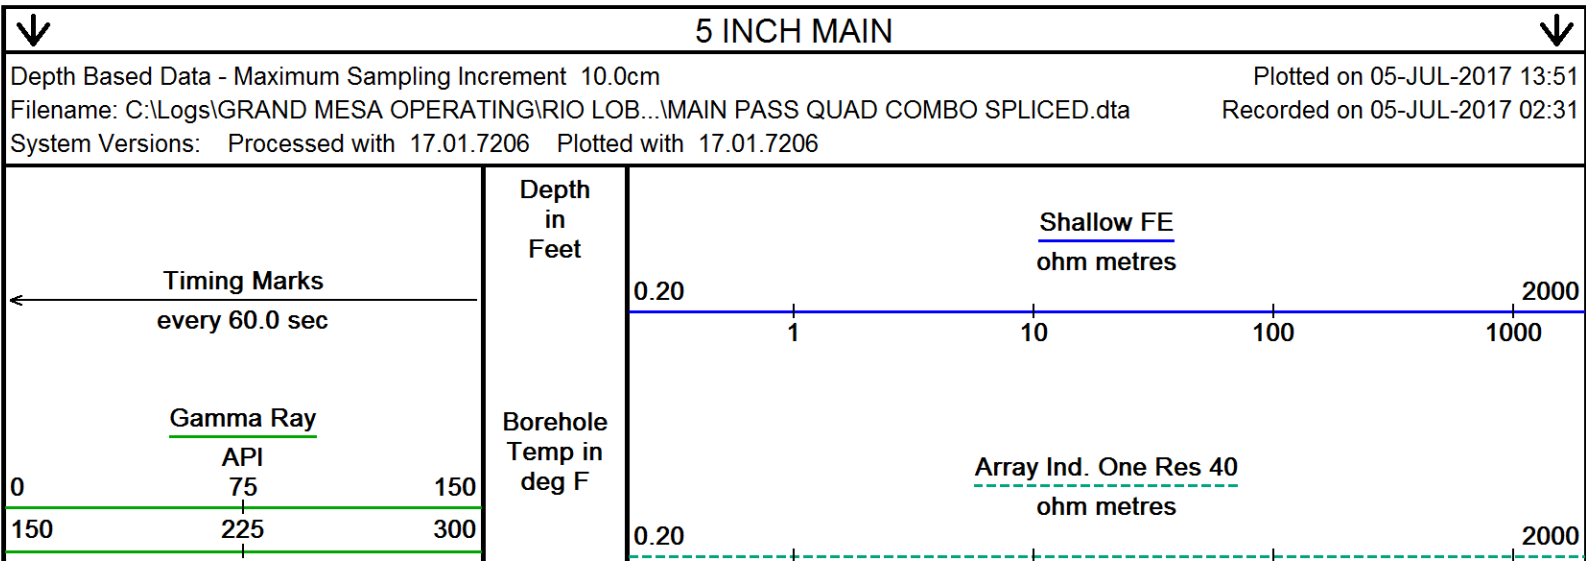 5 INCH MAIN
Depth Based Data - Maximum Sampling Increment 10.0cm
Plotted on 05-JUL-2017 13:51
Filename: C:\Logs\GRAND MESA OPERATING\RIO LOB...\MAIN PASS QUAD COMBO SPLICED.dta
Recorded on 05-JUL-2017 02:31
System Versions: Processed with 17.01.7206 Plotted with 17.01.7206
Timing Marks
every 60.0 sec
Gamma Ray
API
0 75 150
150 225 300
Depth
in
Feet
Borehole
Temp in
deg F
Shallow FE
ohm metres
0.20 2000
1 10 100 1000
Array Ind. One Res 40
ohm metres
0.20 2000